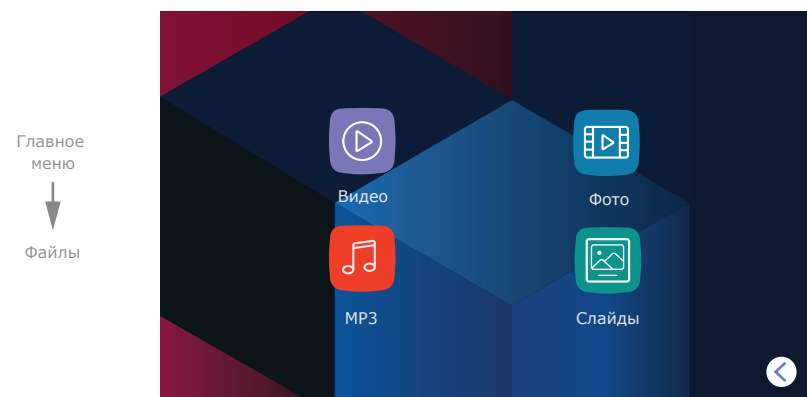 Главное
меню
Файлы
Видео
Фото
MP3
Слайды